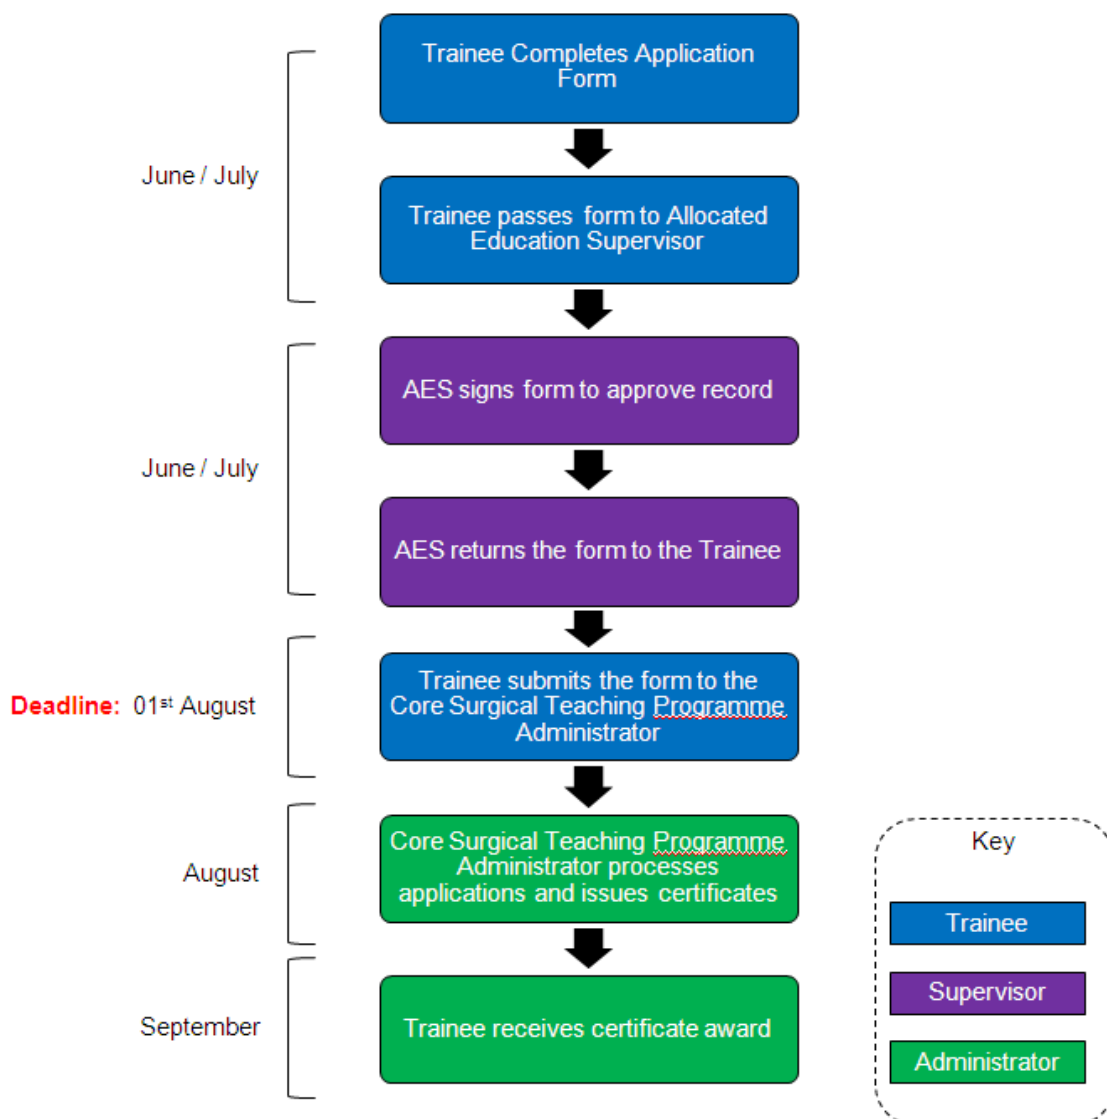 Trainee Completes Application
Form
June / July
Trainee passes form to Allocated
Education Supervisor
AES signs form to approve record
June / July
AES returns the form to the Trainee
Deadline: 01st August
Trainee submits the form to the
Core Surgical Teaching Programme
Administrator
August
Core Surgical Teaching Programme
Administrator processes
applications and issues certificates
September
Trainee receives certificate award
Key
Trainee
Supervisor
Administrator